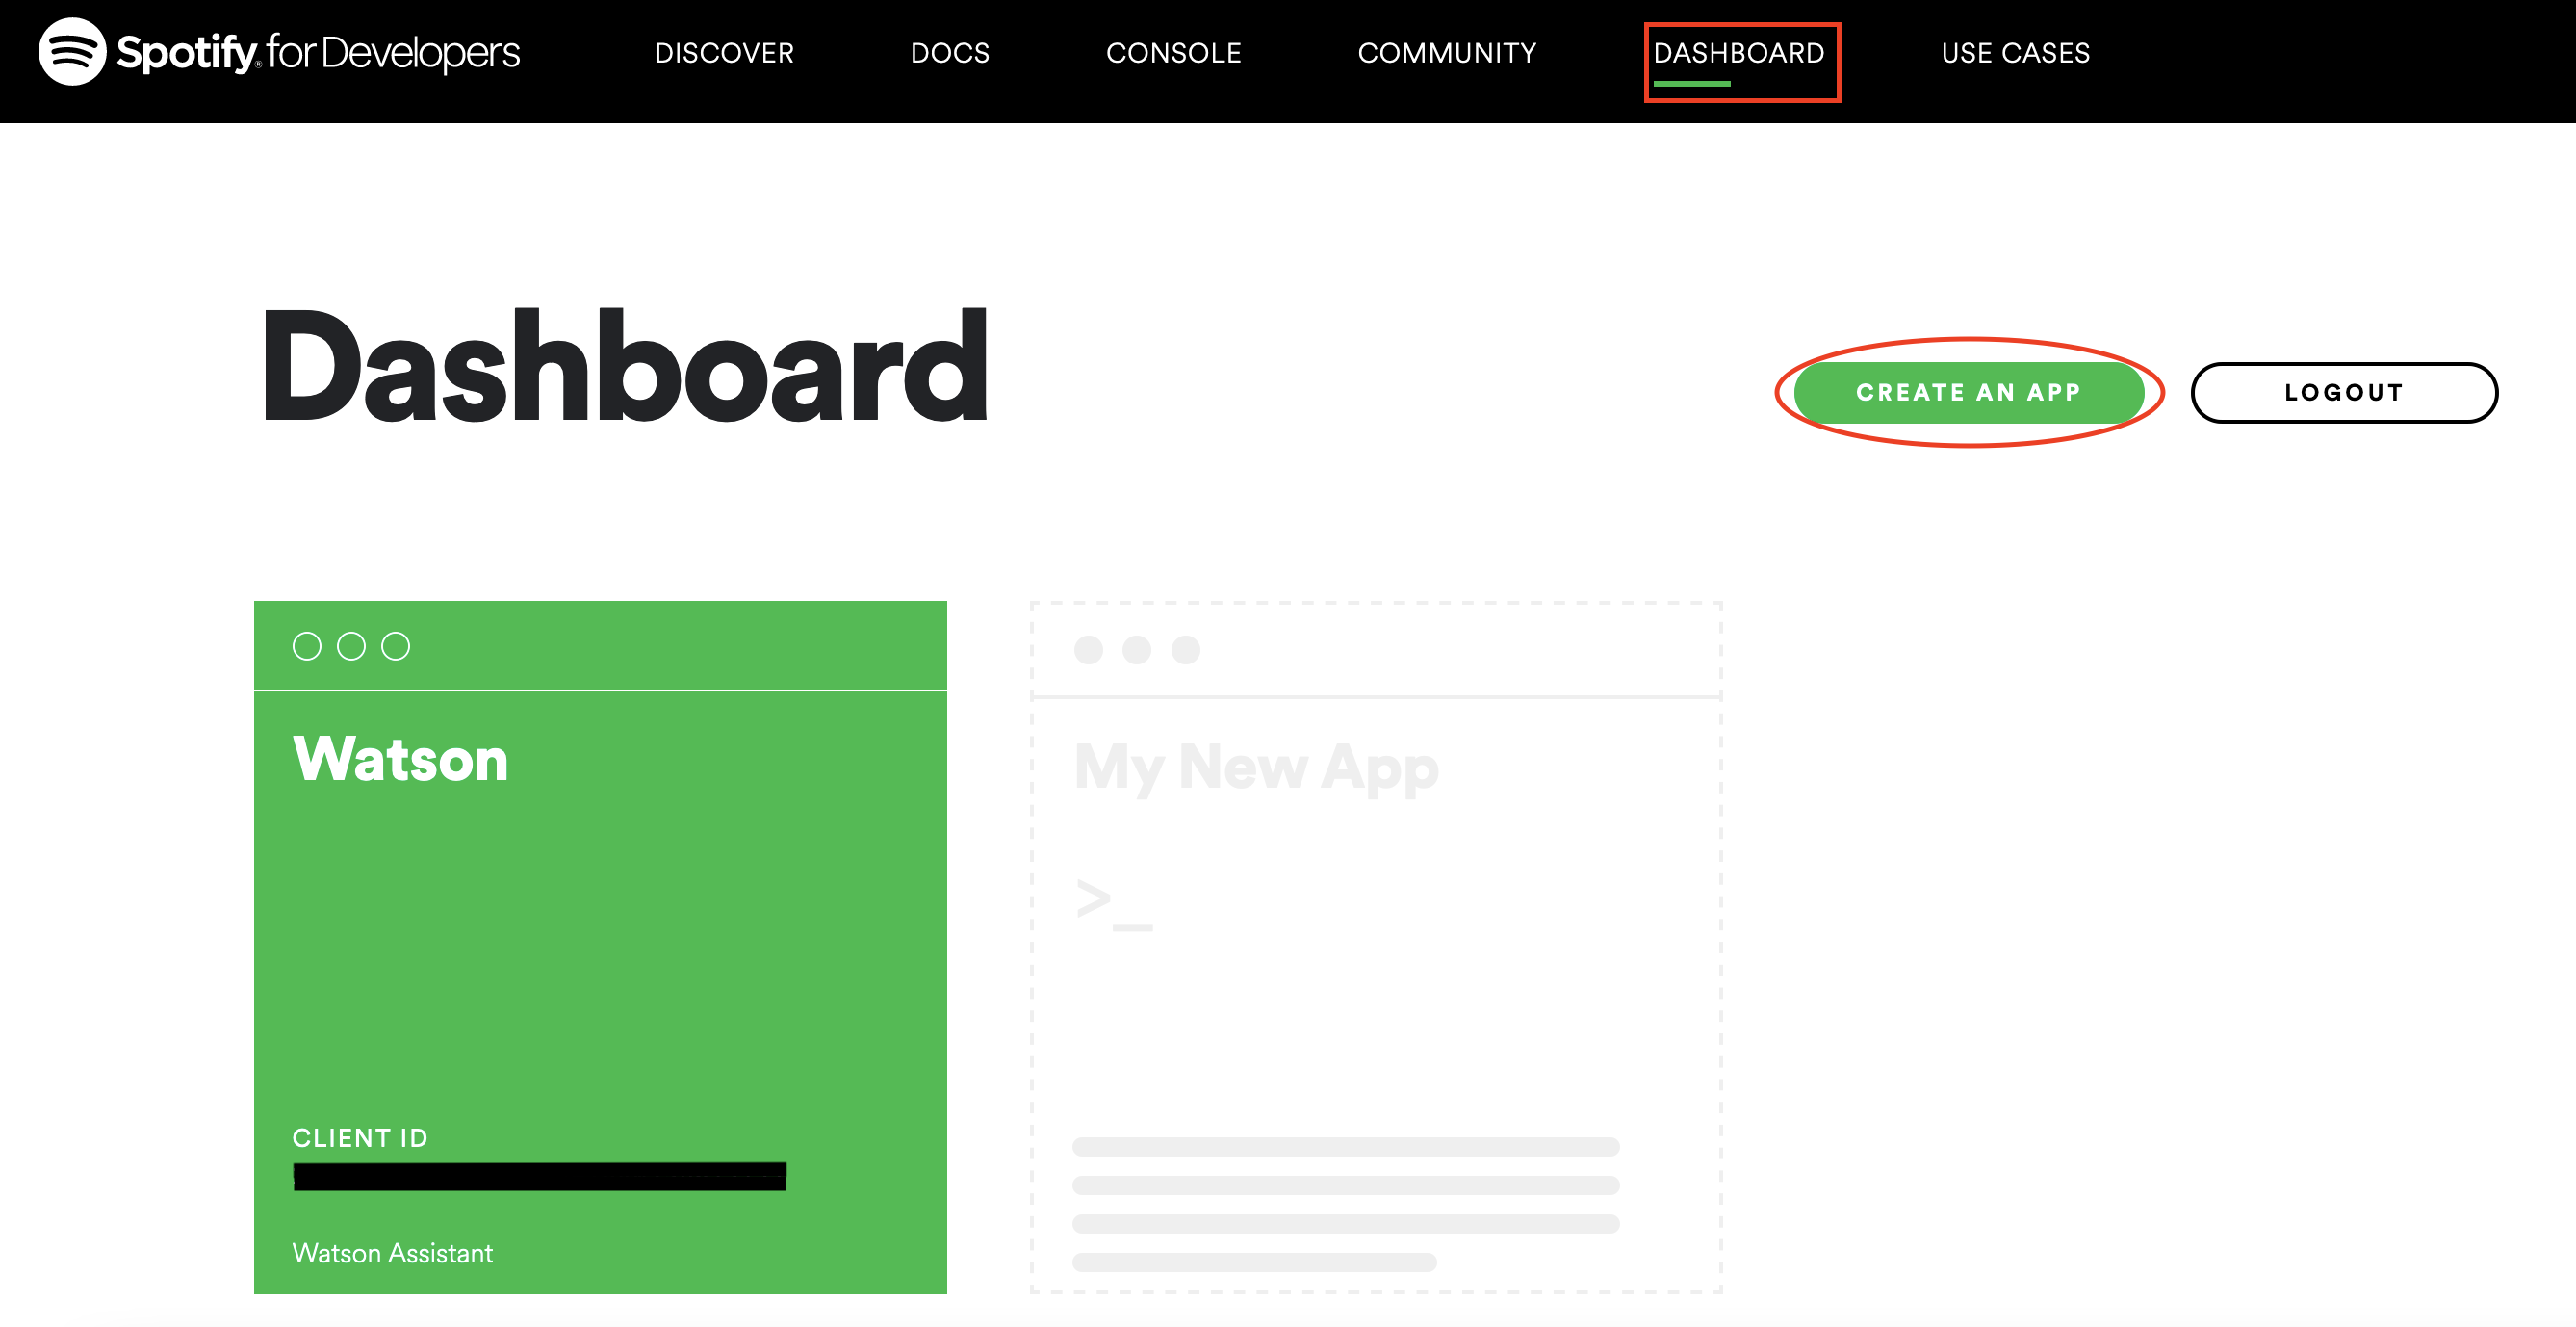 Spotify® for Developers DISCOVER DOCS CONSOLE COMMUNITY DASHBOARD USE CASES
Dashboard
CREATE AN APP LOGOUT
Watson
CLIENT ID
Watson Assistant
My New App
>_